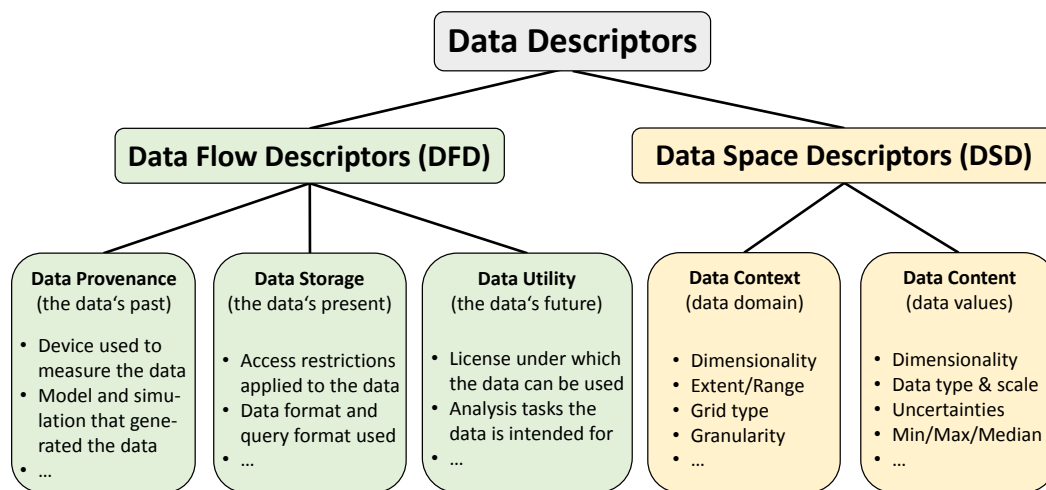 Data Descriptors
Data Flow Descriptors (DFD)
Data Space Descriptors (DSD)
Data Provenance
(the data‘s past)
• Device used to
measure the data
• Model and simu-
lation that gene-
rated the data
• ...
Data Storage
(the data‘s present)
• Access restrictions
applied to the data
• Data format and
query format used
• ...
Data Utility
(the data‘s future)
• License under which
the data can be used
• Analysis tasks the
data is intended for
• ...
Data Context
(data domain)
• Dimensionality
• Extent/Range
• Grid type
• Granularity
• ...
Data Content
(data values)
• Dimensionality
• Data type & scale
• Uncertainties
• Min/Max/Median
• ...